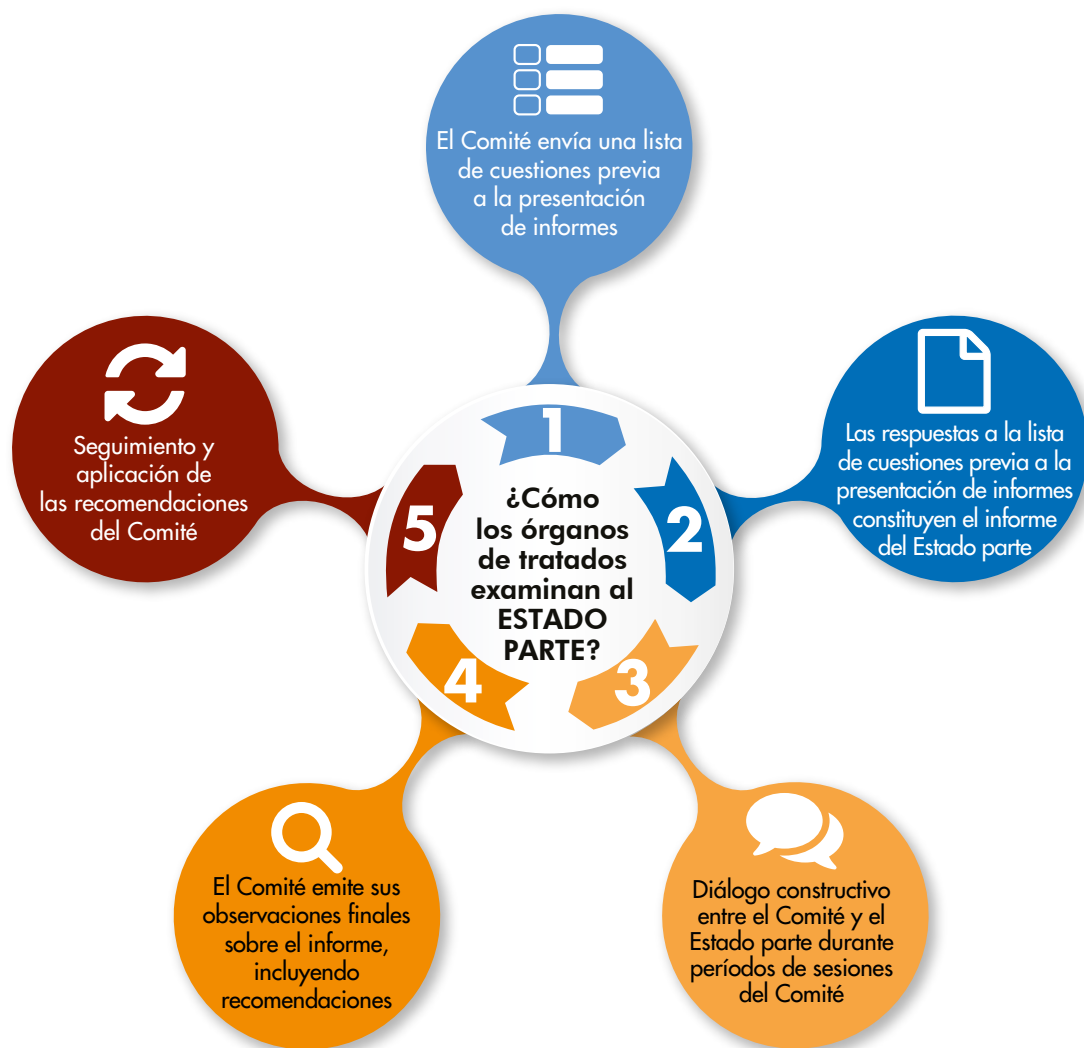 ¿Cómo
los órganos
de tratados
examinan al
ESTADO
PARTE?
1
El Comité envía una lista
de cuestiones previa
a la presentación
de informes
2
Las respuestas a la lista
de cuestiones previa a la
presentación de informes
constituyen el informe
del Estado parte
3
Diálogo constructivo
entre el Comité y el
Estado parte durante
períodos de sesiones
del Comité
4
El Comité emite sus
observaciones finales
sobre el informe,
incluyendo
recomendaciones
5
Seguimiento y
aplicación de
las recomendaciones
del Comité